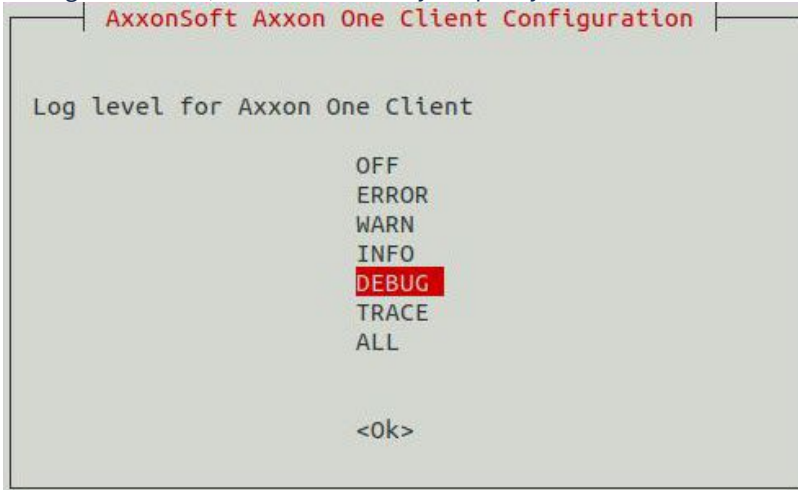 AxxonSoft Axxon One Client Configuration
Log level for Axxon One Client
OFF
ERROR
WARN
INFO
DEBUG
TRACE
ALL
<Ok>